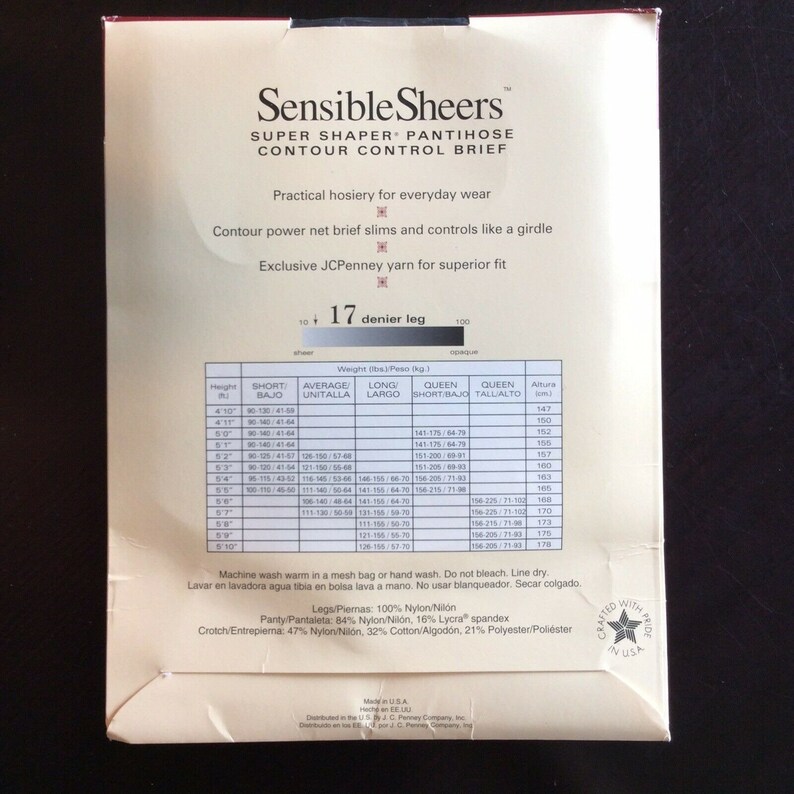 SensibleSheers™
SUPER SHAPER® PANTIHOSE
CONTOUR CONTROL BRIEF
Practical hosiery for everyday wear
Contour power net brief slims and controls like a girdle
Exclusive JCPenney yarn for superior fit
10 17 denier leg 100
sheer opaque
Weight (lbs.)/Peso (kg.)
Height (ft.) SHORT/BAJO AVERAGE/UNITALLA LONG/LARGO QUEEN SHORT/BAJO QUEEN TALL/ALTO Altura (cm.)
4'10" 90-130 / 41-59 147
4'11" 90-140 / 41-64 150
5'0" 90-140 / 41-64 141-175 / 64-79 152
5'1" 90-140 / 41-64 141-175 / 64-79 155
5'2" 90-125 / 41-57 126-150 / 57-68 151-200 / 69-91 157
5'3" 90-120 / 41-54 121-150 / 55-68 151-205 / 69-93 160
5'4" 95-115 / 43-52 116-145 / 53-66 146-155 / 66-70 156-205 / 71-93 163
5'5" 100-110 / 45-50 111-140 / 50-64 141-155 / 64-70 156-215 / 71-98 165
5'6" 106-140 / 48-64 141-155 / 64-70 156-225 / 71-102 168
5'7" 111-130 / 50-59 131-155 / 59-70 156-225 / 71-102 170
5'8" 111-155 / 50-70 156-215 / 71-98 173
5'9" 121-155 / 55-70 156-205 / 71-93 175
5'10" 126-155 / 57-70 156-205 / 71-93 178
Machine wash warm in a mesh bag or hand wash. Do not bleach. Line dry.
Lavar en lavadora agua tibia en bolsa lava a mano. No usar blanqueador. Secar colgado.
Legs/Piernas: 100% Nylon/Nilón
Panty/Pantaleta: 84% Nylon/Nilón, 16% Lycra® spandex
Crotch/Entrepierna: 47% Nylon/Nilón, 32% Cotton/Algodón, 21% Polyester/Poliéster
CRAFTED WITH PRIDE IN U.S.A.
Made in U.S.A.
Hecho en EE.UU.
Distributed in the U.S. by J. C. Penney Company, Inc.
Distribuido en los EE. UU. por J. C. Penney Company, Inc.